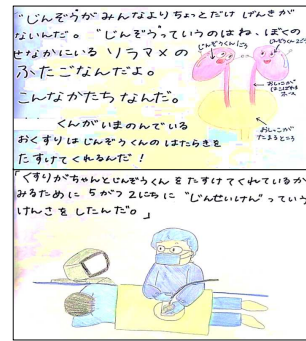 "じんぞうが みんなより ちょっとだけ げんきが
ないんだ。"じんぞう"っていうのはね、ぼくの
せなかにいる ソラマメの
ふたごなんだよ。
こんなかたちなんだ。
くんがいまのんでいる
おくすりは じんぞうくんの はたらきを
たすけてくれるんだ！
じんぞうくん
おしっこが
ホース
おしっこが
たまるところ
「くすりがちゃんとじんぞうくん をたすけてくれているか
みるために 5がつ 2にちに "じんせいけん"っていう
けんさをしたんだ。」